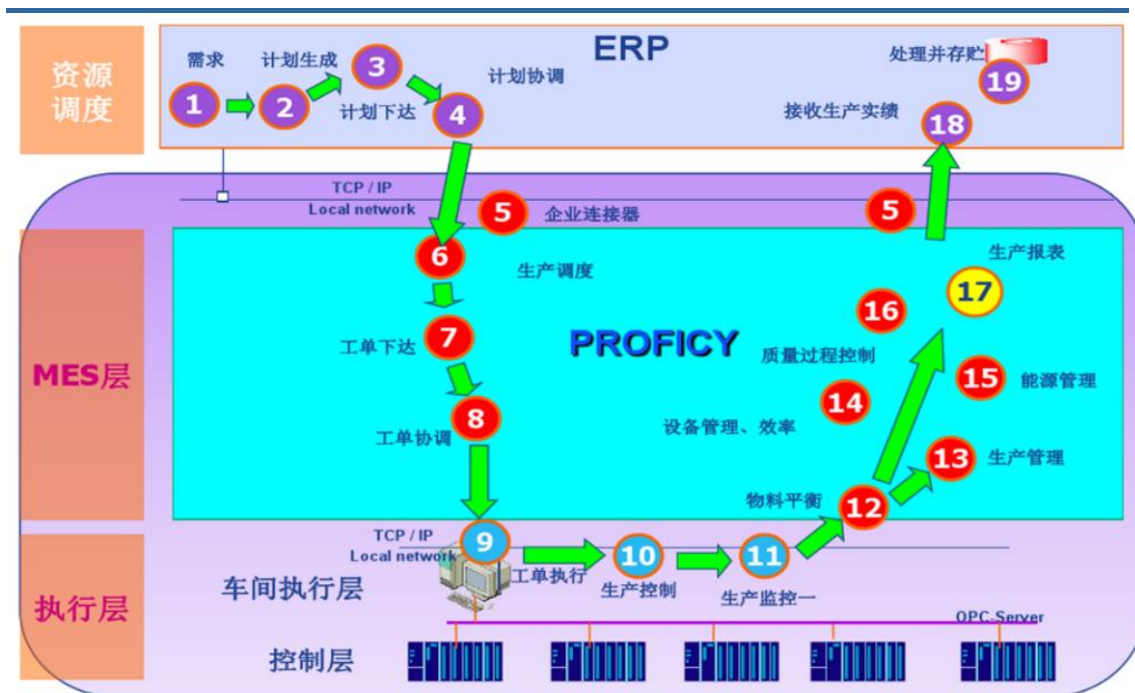 资源
调度
ERP
需求
1
计划生成
2
3
计划下达
计划协调
4
处理并存贮
19
接收生产实绩
18
TCP / IP
Local network
5
企业连接器
5
MES层
6
生产调度
工单下达
7
工单协调
8
PROFICY
生产报表
17
16
质量过程控制
15
能源管理
14
设备管理、效率
13
生产管理
物料平衡
12
执行层
TCP / IP
Local network
9
工单执行
10
生产控制
11
生产监控一
车间执行层
OPC-Server
控制层